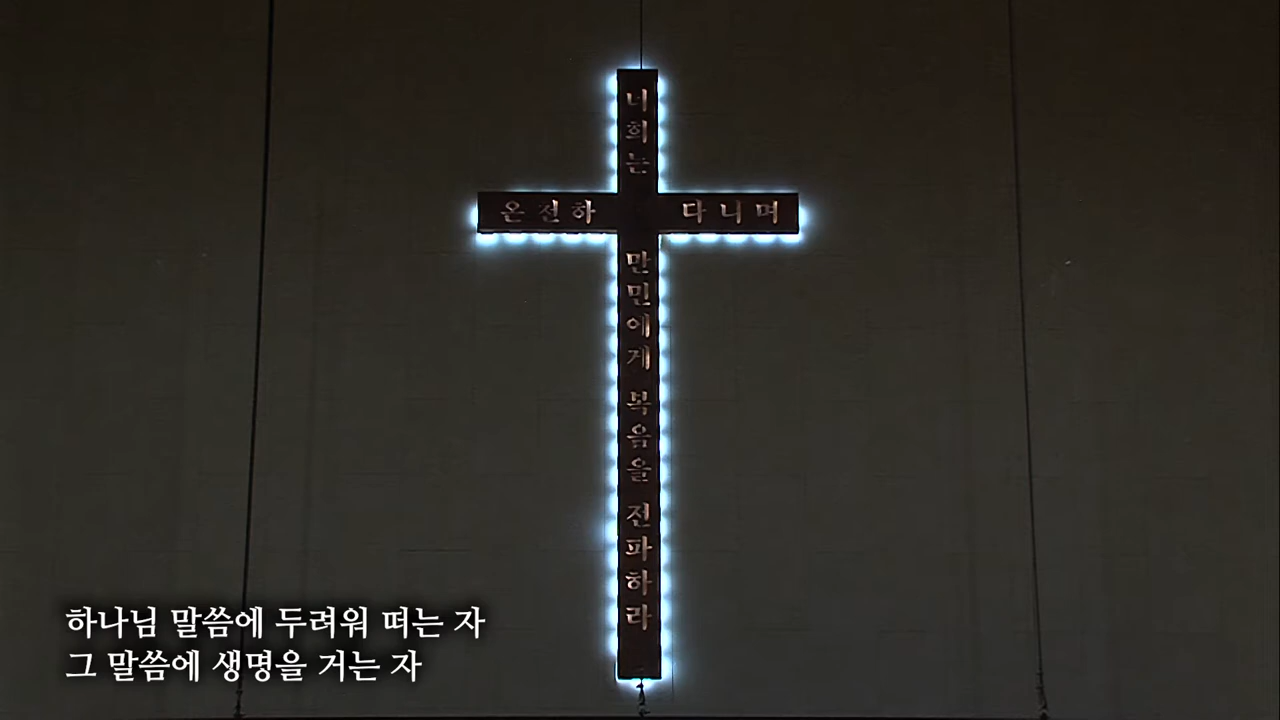 너희는
온전하 다니며
만민에게 복음을 전파하라
하나님 말씀에 두려워 떠는 자
그 말씀에 생명을 거는 자